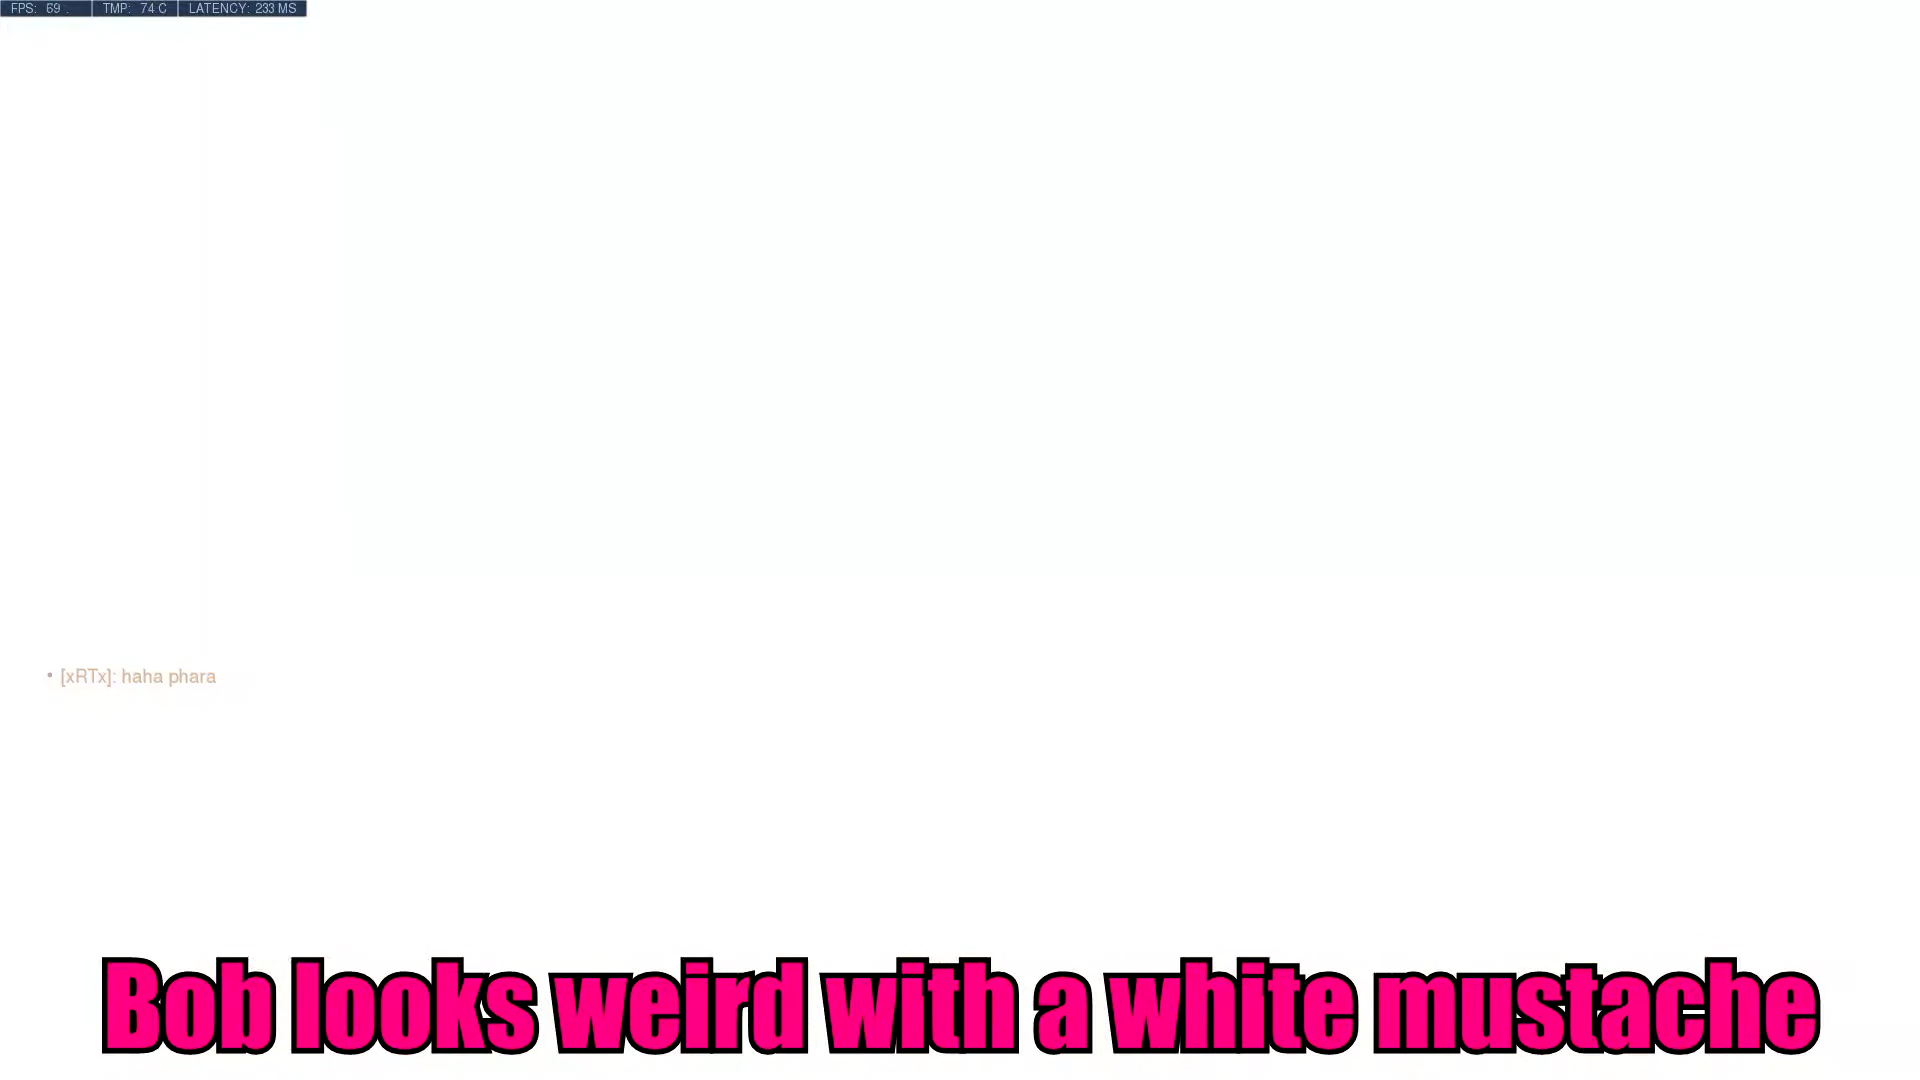 FPS: 69 TMP: 74 C LATENCY: 233 MS
• [xRTx]: haha phara
Bob looks weird with a white mustache